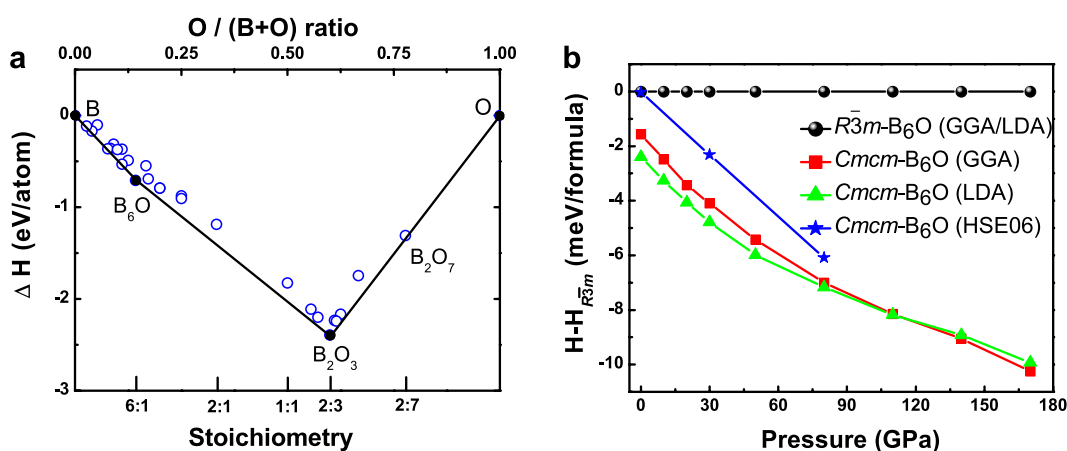 a
O / (B+O) ratio
0.00 0.25 0.50 0.75 1.00
Δ H (eV/atom)
0
-1
-2
-3
B
B6O
B2O3
B2O7
O
6:1 2:1 1:1 2:3 2:7
Stoichiometry
b
H-HR3̄m (meV/formula)
0
-2
-4
-6
-8
-10
R3̄m-B6O (GGA/LDA)
Cmcm-B6O (GGA)
Cmcm-B6O (LDA)
Cmcm-B6O (HSE06)
0 30 60 90 120 150 180
Pressure (GPa)